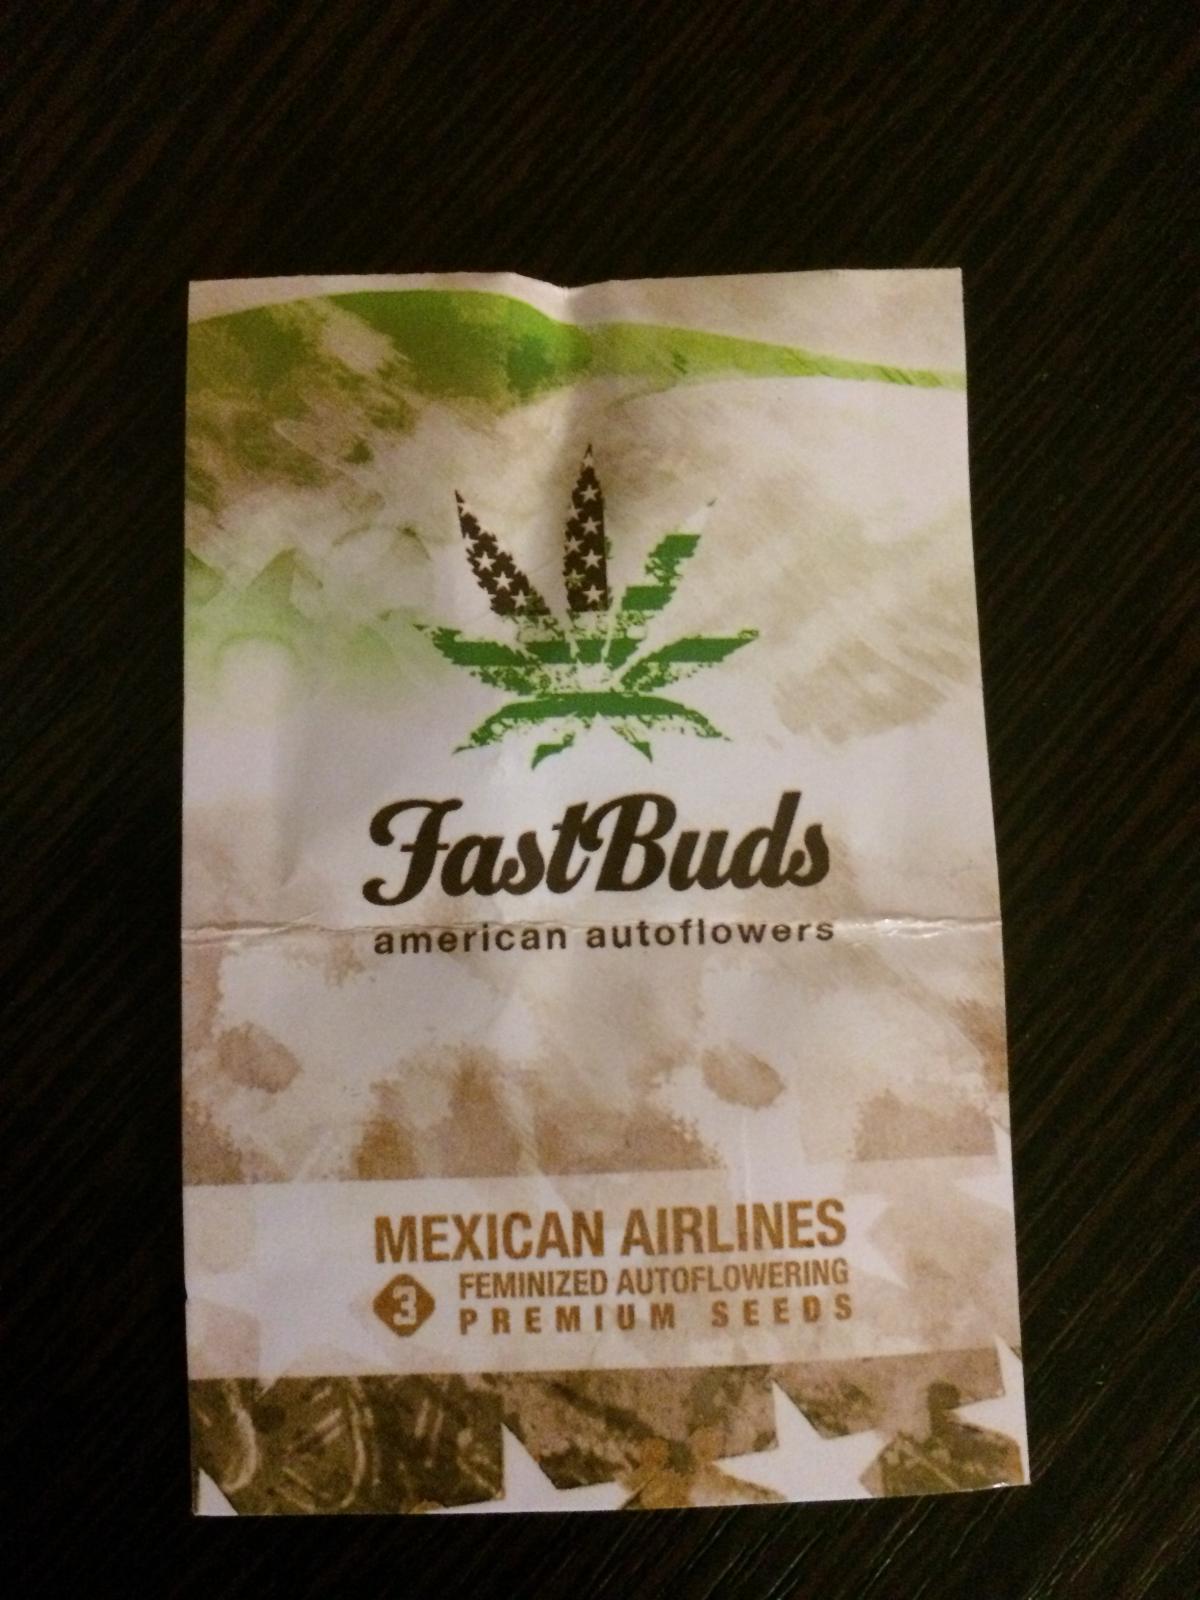 FastBuds
american autoflowers
MEXICAN AIRLINES
3 FEMINIZED AUTOFLOWERING
PREMIUM SEEDS